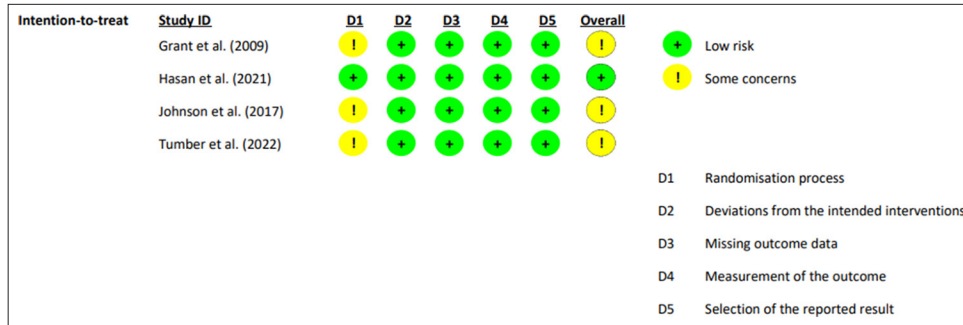 Intention-to-treat Study ID D1 D2 D3 D4 D5 Overall
Grant et al. (2009) ! + + + + ! + Low risk
Hasan et al. (2021) + + + + + + ! Some concerns
Johnson et al. (2017) ! + + + + !
Tumber et al. (2022) ! + + + + !
D1 Randomisation process
D2 Deviations from the intended interventions
D3 Missing outcome data
D4 Measurement of the outcome
D5 Selection of the reported result